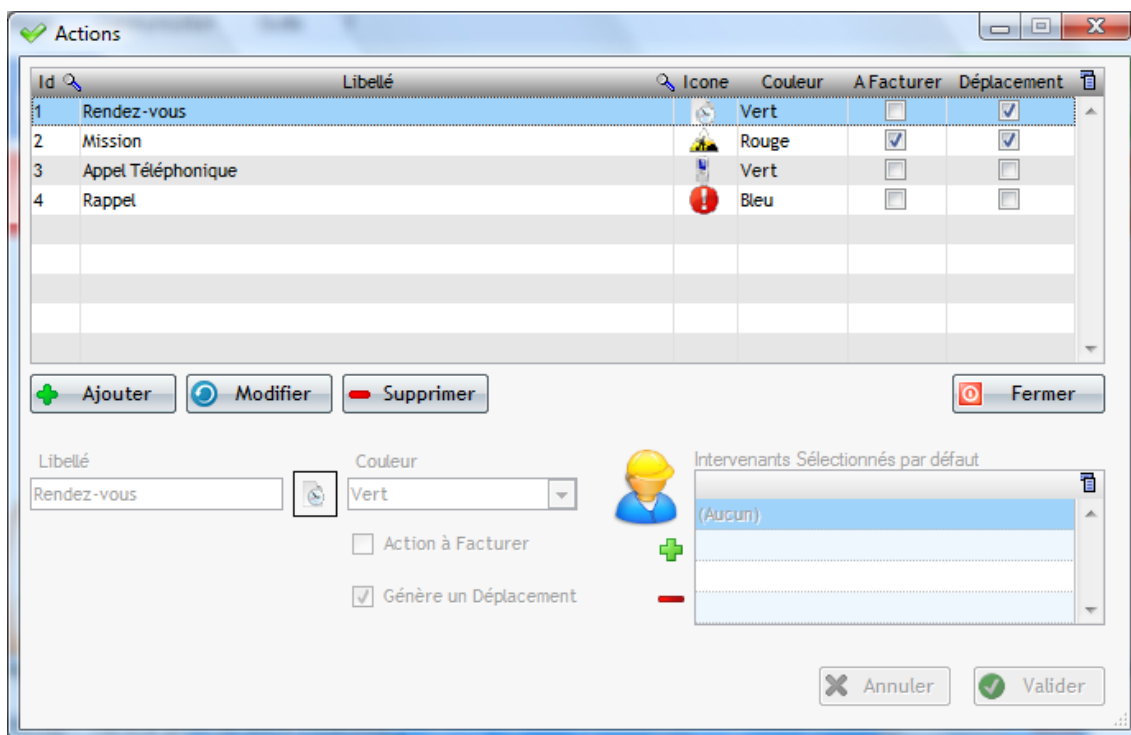 Actions
Id Libellé Icone Couleur A Facturer Déplacement
1 Rendez-vous Vert
2 Mission Rouge
3 Appel Téléphonique Vert
4 Rappel Bleu
Ajouter Modifier Supprimer Fermer
Libellé Couleur Intervenants Sélectionnés par défaut
Rendez-vous Vert
(Aucun)
Action à Facturer
Génère un Déplacement
Annuler Valider